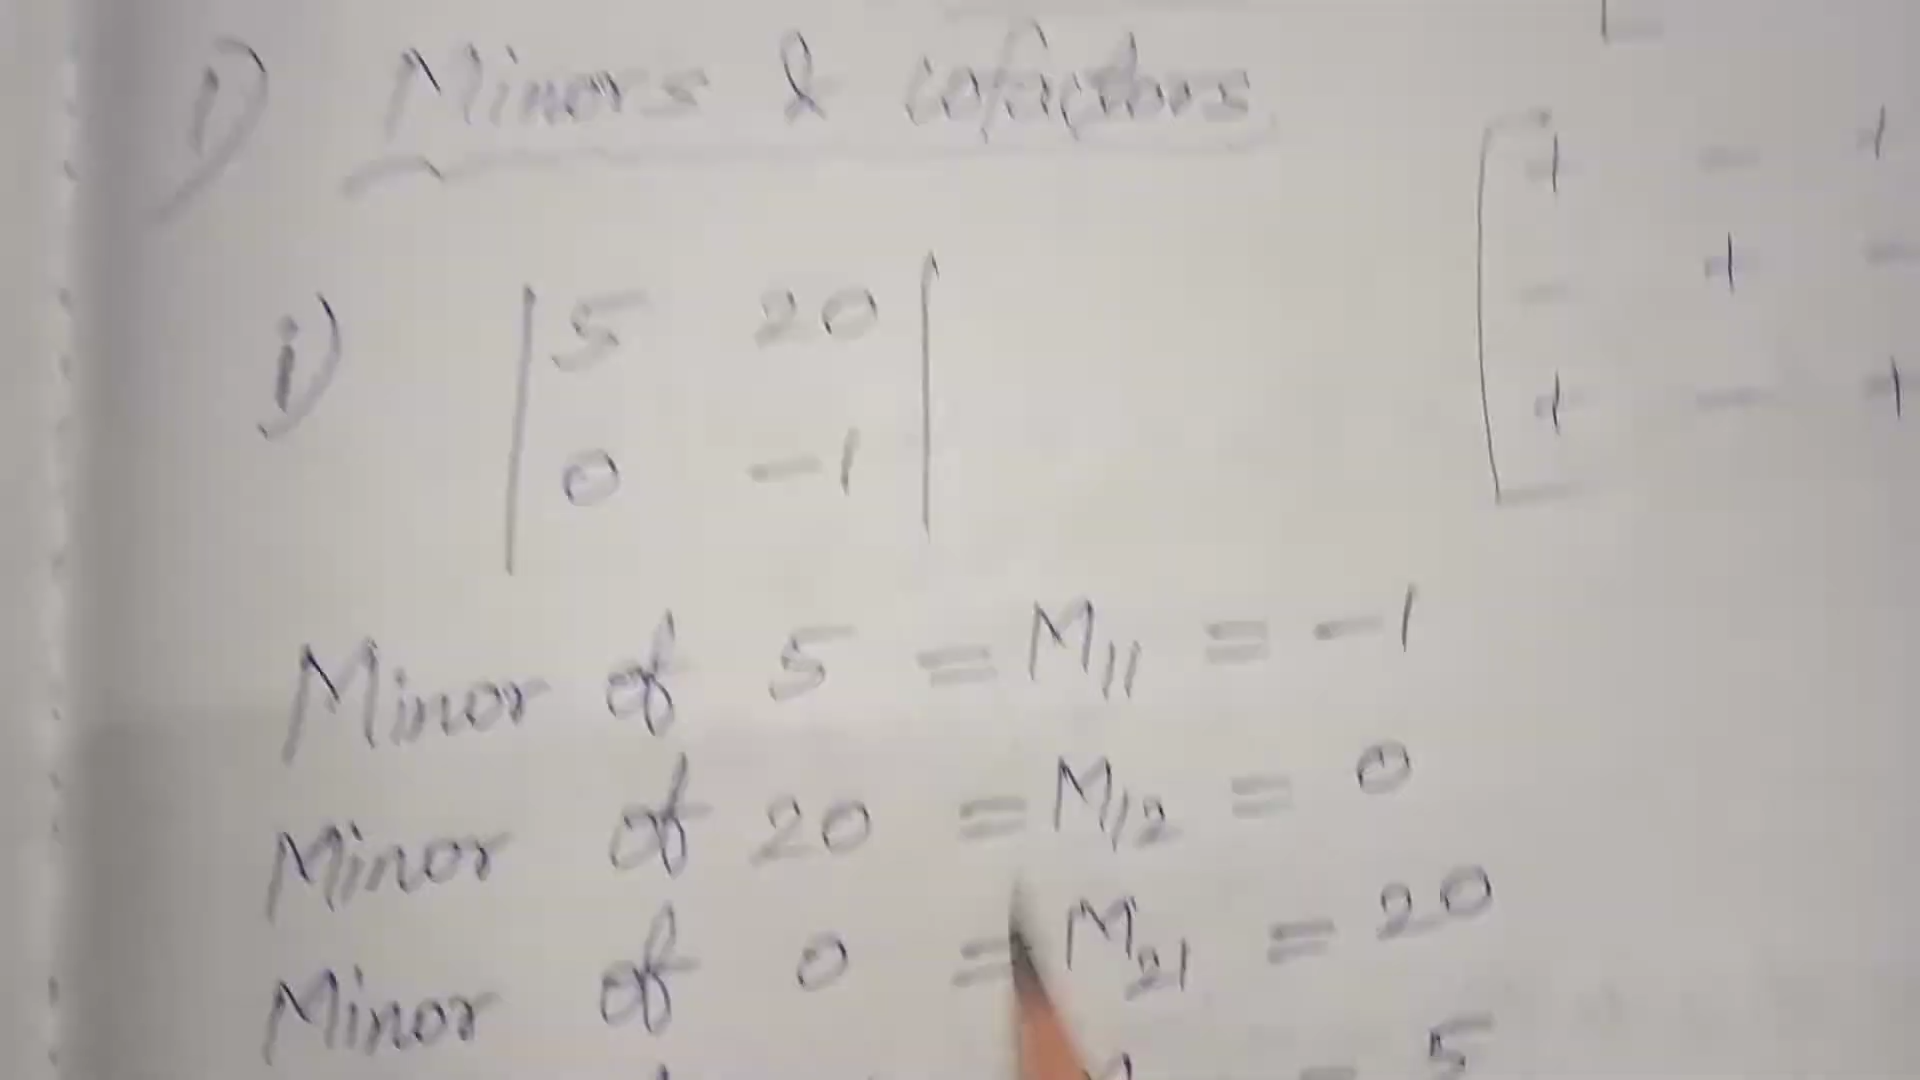 1) Minors & cofactors
+ - +
- + -
+ - +
i) | 5 20 |
| 0 -1 |
Minor of 5 = M11 = -1
Minor of 20 = M12 = 0
Minor of 0 = M21 = 20
= 5